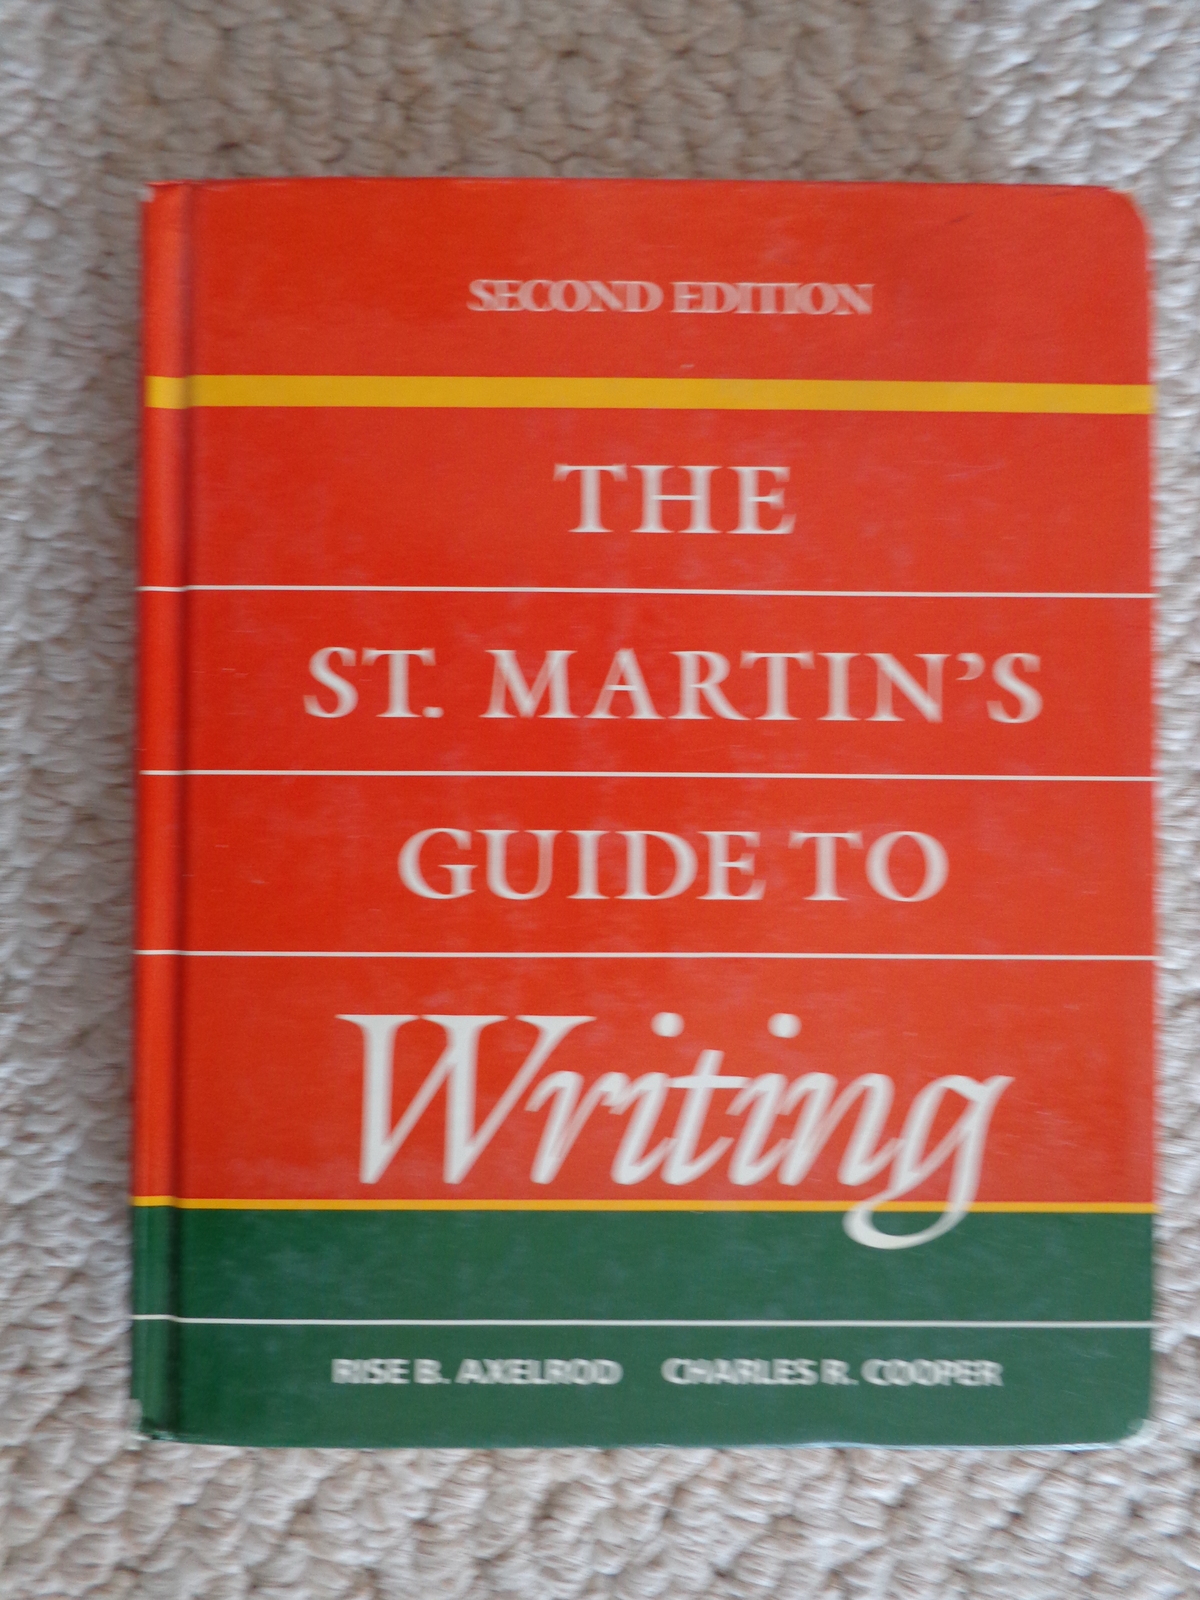 SECOND EDITION
THE
ST. MARTIN'S
GUIDE TO
Writing
RISE B. AXELROD CHARLES R. COOPER